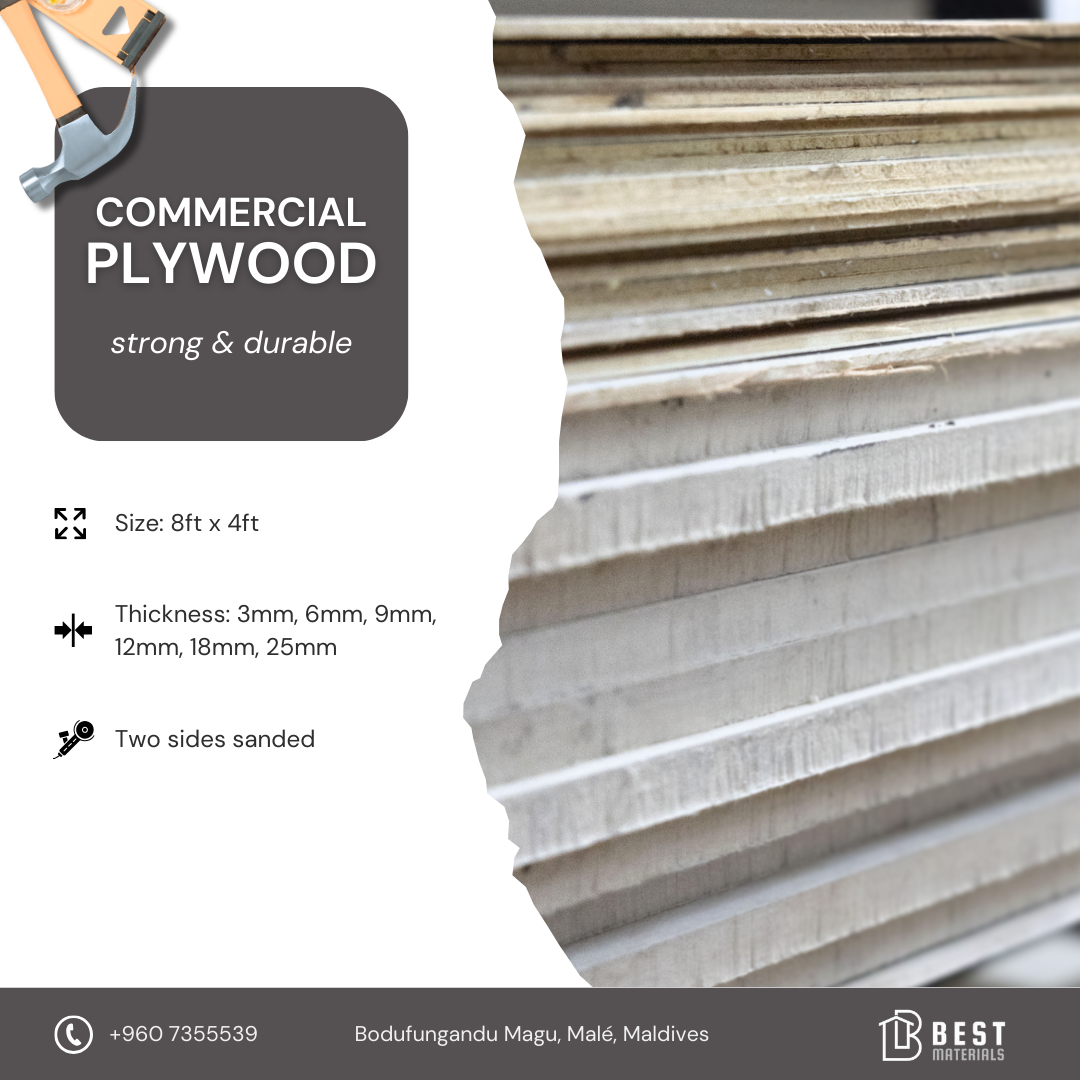 COMMERCIAL
PLYWOOD
strong & durable
Size: 8ft x 4ft
Thickness: 3mm, 6mm, 9mm,
12mm, 18mm, 25mm
Two sides sanded
+960 7355539
Bodufungandu Magu, Malé, Maldives
BEST
MATERIALS